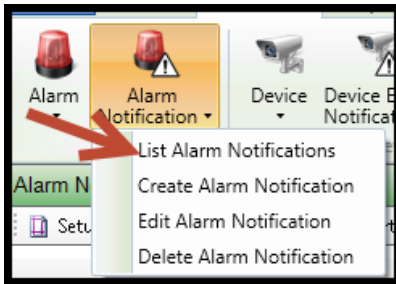 Alarm
Alarm
Notification
Device
Device
Notificat
List Alarm Notifications
Create Alarm Notification
Edit Alarm Notification
Delete Alarm Notification
Alarm N
Setu